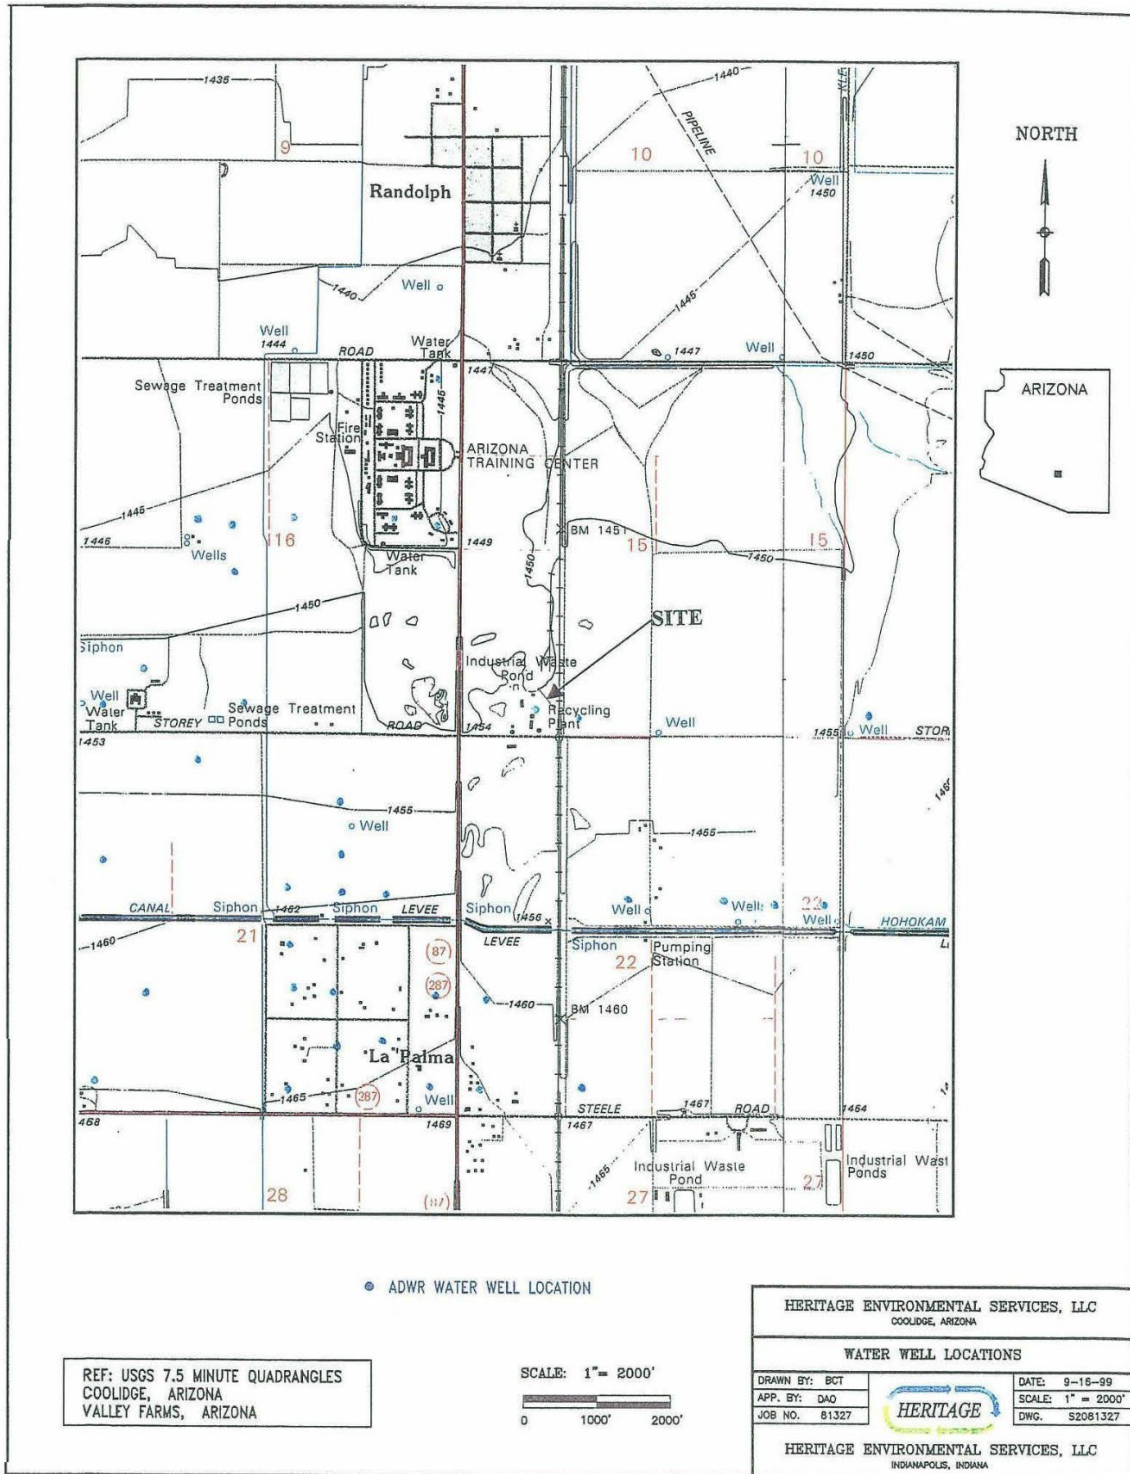 1435
1440
KLE
9
10
PIPELINE
10
NORTH
Randolph
Well
1450
1440
Well
1445
Well
1444
ROAD
Water
Tank
1447
1447
Well
1450
Sewage Treatment
Ponds
1445
ARIZONA
Fire
Station
ARIZONA
TRAINING CENTER
1445
1446
Wells
16
1449
Water
Tank
BM 1451
1450
15
1450
15
1450
SITE
Siphon
Industrial Waste
Pond
Well
Water
Tank
STOREY
Sewage Treatment
Ponds
ROAD
1454
Recycling
Plant
Well
1455
Well
STOR
1453
1455
Well
1455
146
CANAL
Siphon
1462
Siphon
LEVEE
Siphon
1456
LEVEE
Well
Well
22
Well
HOHOKAM
1460
21
87
287
Siphon
Pumping
Station
22
1460
BM 1460
La Palma
1465
287
Well
STEELE
1467
ROAD
1464
468
1469
1467
1465
Industrial Waste
Pond
Industrial Wast
Ponds
28
(87)
27
27
ADWR WATER WELL LOCATION
REF: USGS 7.5 MINUTE QUADRANGLES
COOLIDGE, ARIZONA
VALLEY FARMS, ARIZONA
SCALE: 1"= 2000'
0 1000' 2000'
HERITAGE ENVIRONMENTAL SERVICES, LLC
COOLIDGE, ARIZONA
WATER WELL LOCATIONS
DRAWN BY: BCT
APP. BY: DAO
JOB NO. 81327
HERITAGE
DATE: 9-16-99
SCALE: 1" = 2000'
DWG. S2081327
HERITAGE ENVIRONMENTAL SERVICES, LLC
INDIANAPOLIS, INDIANA